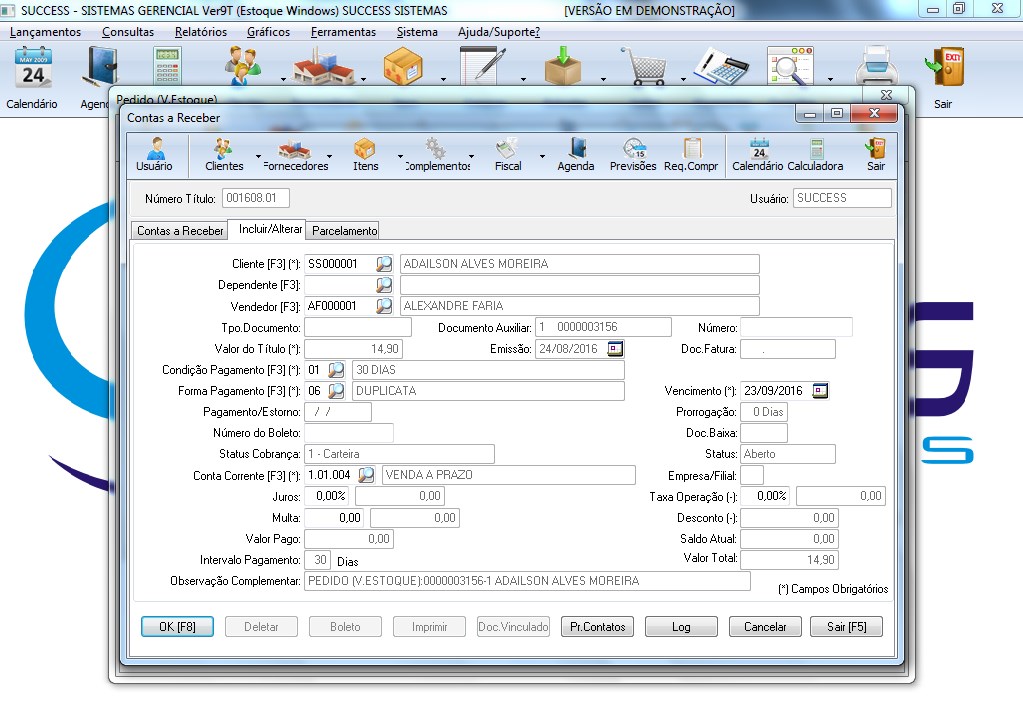 SUCCESS - SISTEMAS GERENCIAL Ver9T (Estoque Windows) SUCCESS SISTEMAS [VERSÃO EM DEMONSTRAÇÃO]
Lançamentos Consultas Relatórios Gráficos Ferramentas Sistema Ajuda/Suporte?
MAY 2009
24
EXIT
Calendário Agen Sair
Pedido (V.Estoque)
Contas a Receber
Usuário Clientes Fornecedores Itens Complementos Fiscal Agenda Previsões Req.Compr Calendário Calculadora Sair
Número Título: 001608.01 Usuário: SUCCESS
Contas a Receber Incluir/Alterar Parcelamento
Cliente [F3] (*): SS000001 ADAILSON ALVES MOREIRA
Dependente [F3]:
Vendedor [F3]: AF000001 ALEXANDRE FARIA
Tpo.Documento: Documento Auxiliar: 1 0000003156 Número:
Valor do Título (*): 14,90 Emissão: 24/08/2016 Doc.Fatura: .
Condição Pagamento [F3] (*): 01 30 DIAS
Forma Pagamento [F3] (*): 06 DUPLICATA Vencimento (*): 23/09/2016
Pagamento/Estorno: / / Prorrogação: 0 Dias
Número do Boleto: Doc.Baixa:
Status Cobrança: 1 - Carteira Status: Aberto
Conta Corrente [F3] (*): 1.01.004 VENDA A PRAZO Empresa/Filial:
Juros: 0,00% 0,00 Taxa Operação (-): 0,00% 0,00
Multa: 0,00 0,00 Desconto (-): 0,00
Valor Pago: 0,00 Saldo Atual: 0,00
Intervalo Pagamento: 30 Dias Valor Total: 14,90
Observação Complementar: PEDIDO (V.ESTOQUE):0000003156-1 ADAILSON ALVES MOREIRA
(*) Campos Obrigatórios
OK [F8] Deletar Boleto Imprimir Doc.Vinculado Pr.Contatos Log Cancelar Sair [F5]